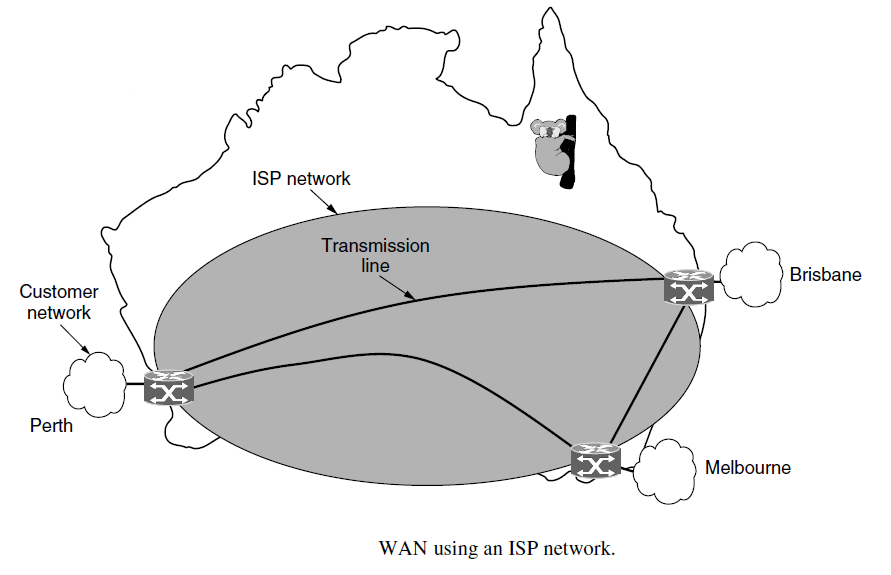 ISP network
Transmission
line
Customer
network
Brisbane
Perth
Melbourne
WAN using an ISP network.